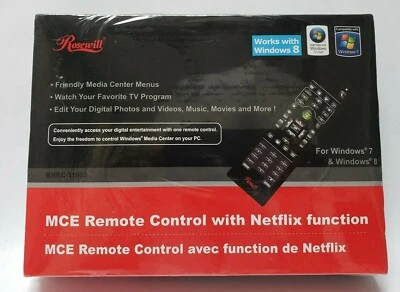 Rosewill
Works with
Windows 8
• Friendly Media Center Menus
• Watch Your Favorite TV Program
• Edit Your Digital Photos and Videos, Music, Movies and More !
Conveniently access your digital entertainment with one remote control.
Enjoy the freedom to control Windows® Media Center on your PC.
For Windows® 7
& Windows® 8
Rosewill
MCE Remote Control with Netflix function
MCE Remote Control avec function de Netflix